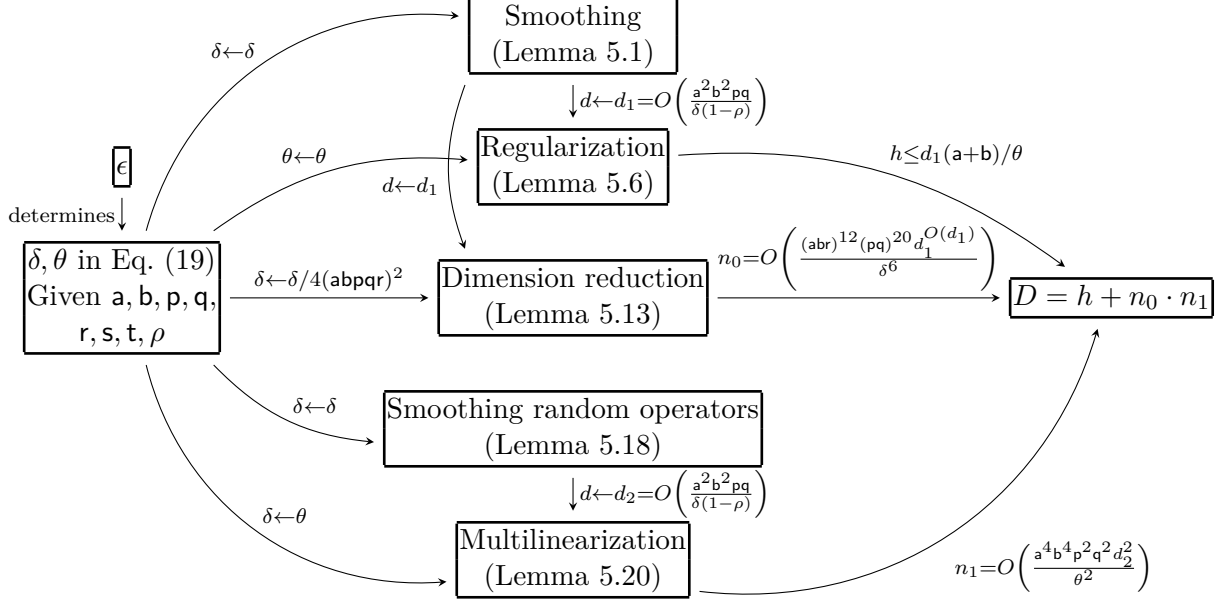 Smoothing
(Lemma 5.1)
δ←δ
d←d₁=O(a²b²pq/δ(1−ρ))
Regularization
(Lemma 5.6)
θ←θ
h≤d₁(a+b)/θ
ϵ
d←d₁
determines
δ, θ in Eq. (19)
Given a, b, p, q,
r, s, t, ρ
δ←δ/4(abpqr)²
Dimension reduction
(Lemma 5.13)
n₀=O((abr)¹²(pq)²⁰d₁^{O(d₁)}/δ⁶)
D = h + n₀ · n₁
δ←δ
Smoothing random operators
(Lemma 5.18)
d←d₂=O(a²b²pq/δ(1−ρ))
δ←θ
Multilinearization
(Lemma 5.20)
n₁=O(a⁴b⁴p²q²d₂²/θ²)